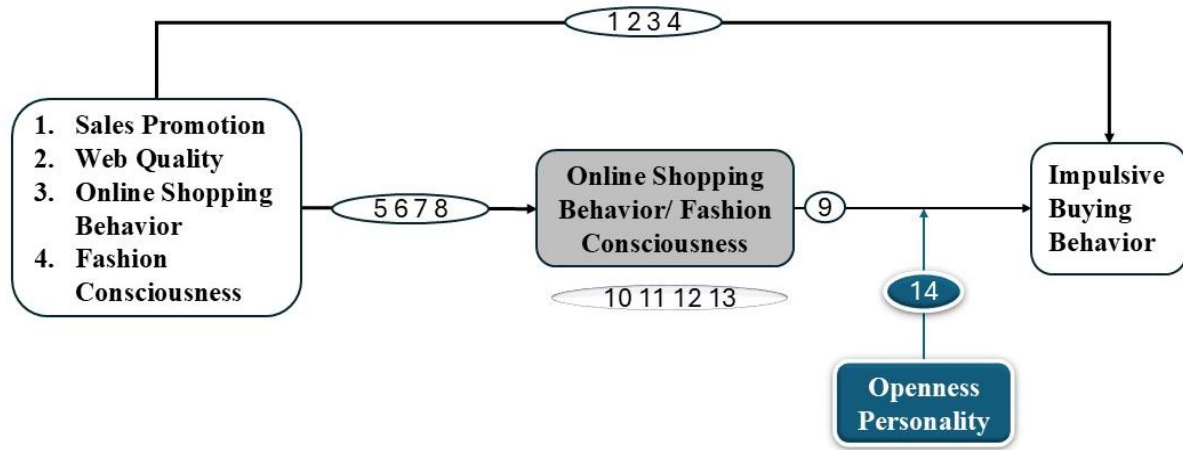 1 2 3 4
1. Sales Promotion
2. Web Quality
3. Online Shopping
Behavior
4. Fashion
Consciousness
5 6 7 8
Online Shopping
Behavior/ Fashion
Consciousness
10 11 12 13
9
14
Openness
Personality
Impulsive
Buying
Behavior